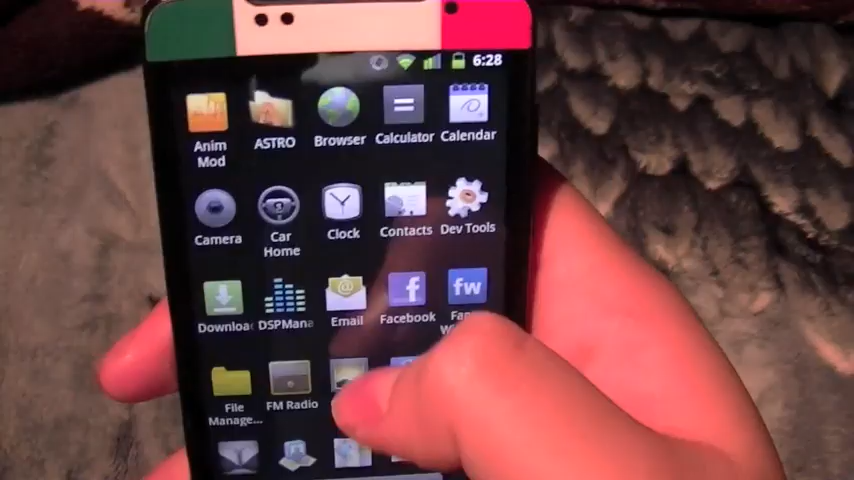 6:28
Anim Mod
ASTRO
Browser
Calculator
Calendar
Camera
Car Home
Clock
Contacts
Dev Tools
Downloa
DSPMana
Email
f
Facebook
fw
File Manage...
FM Radio